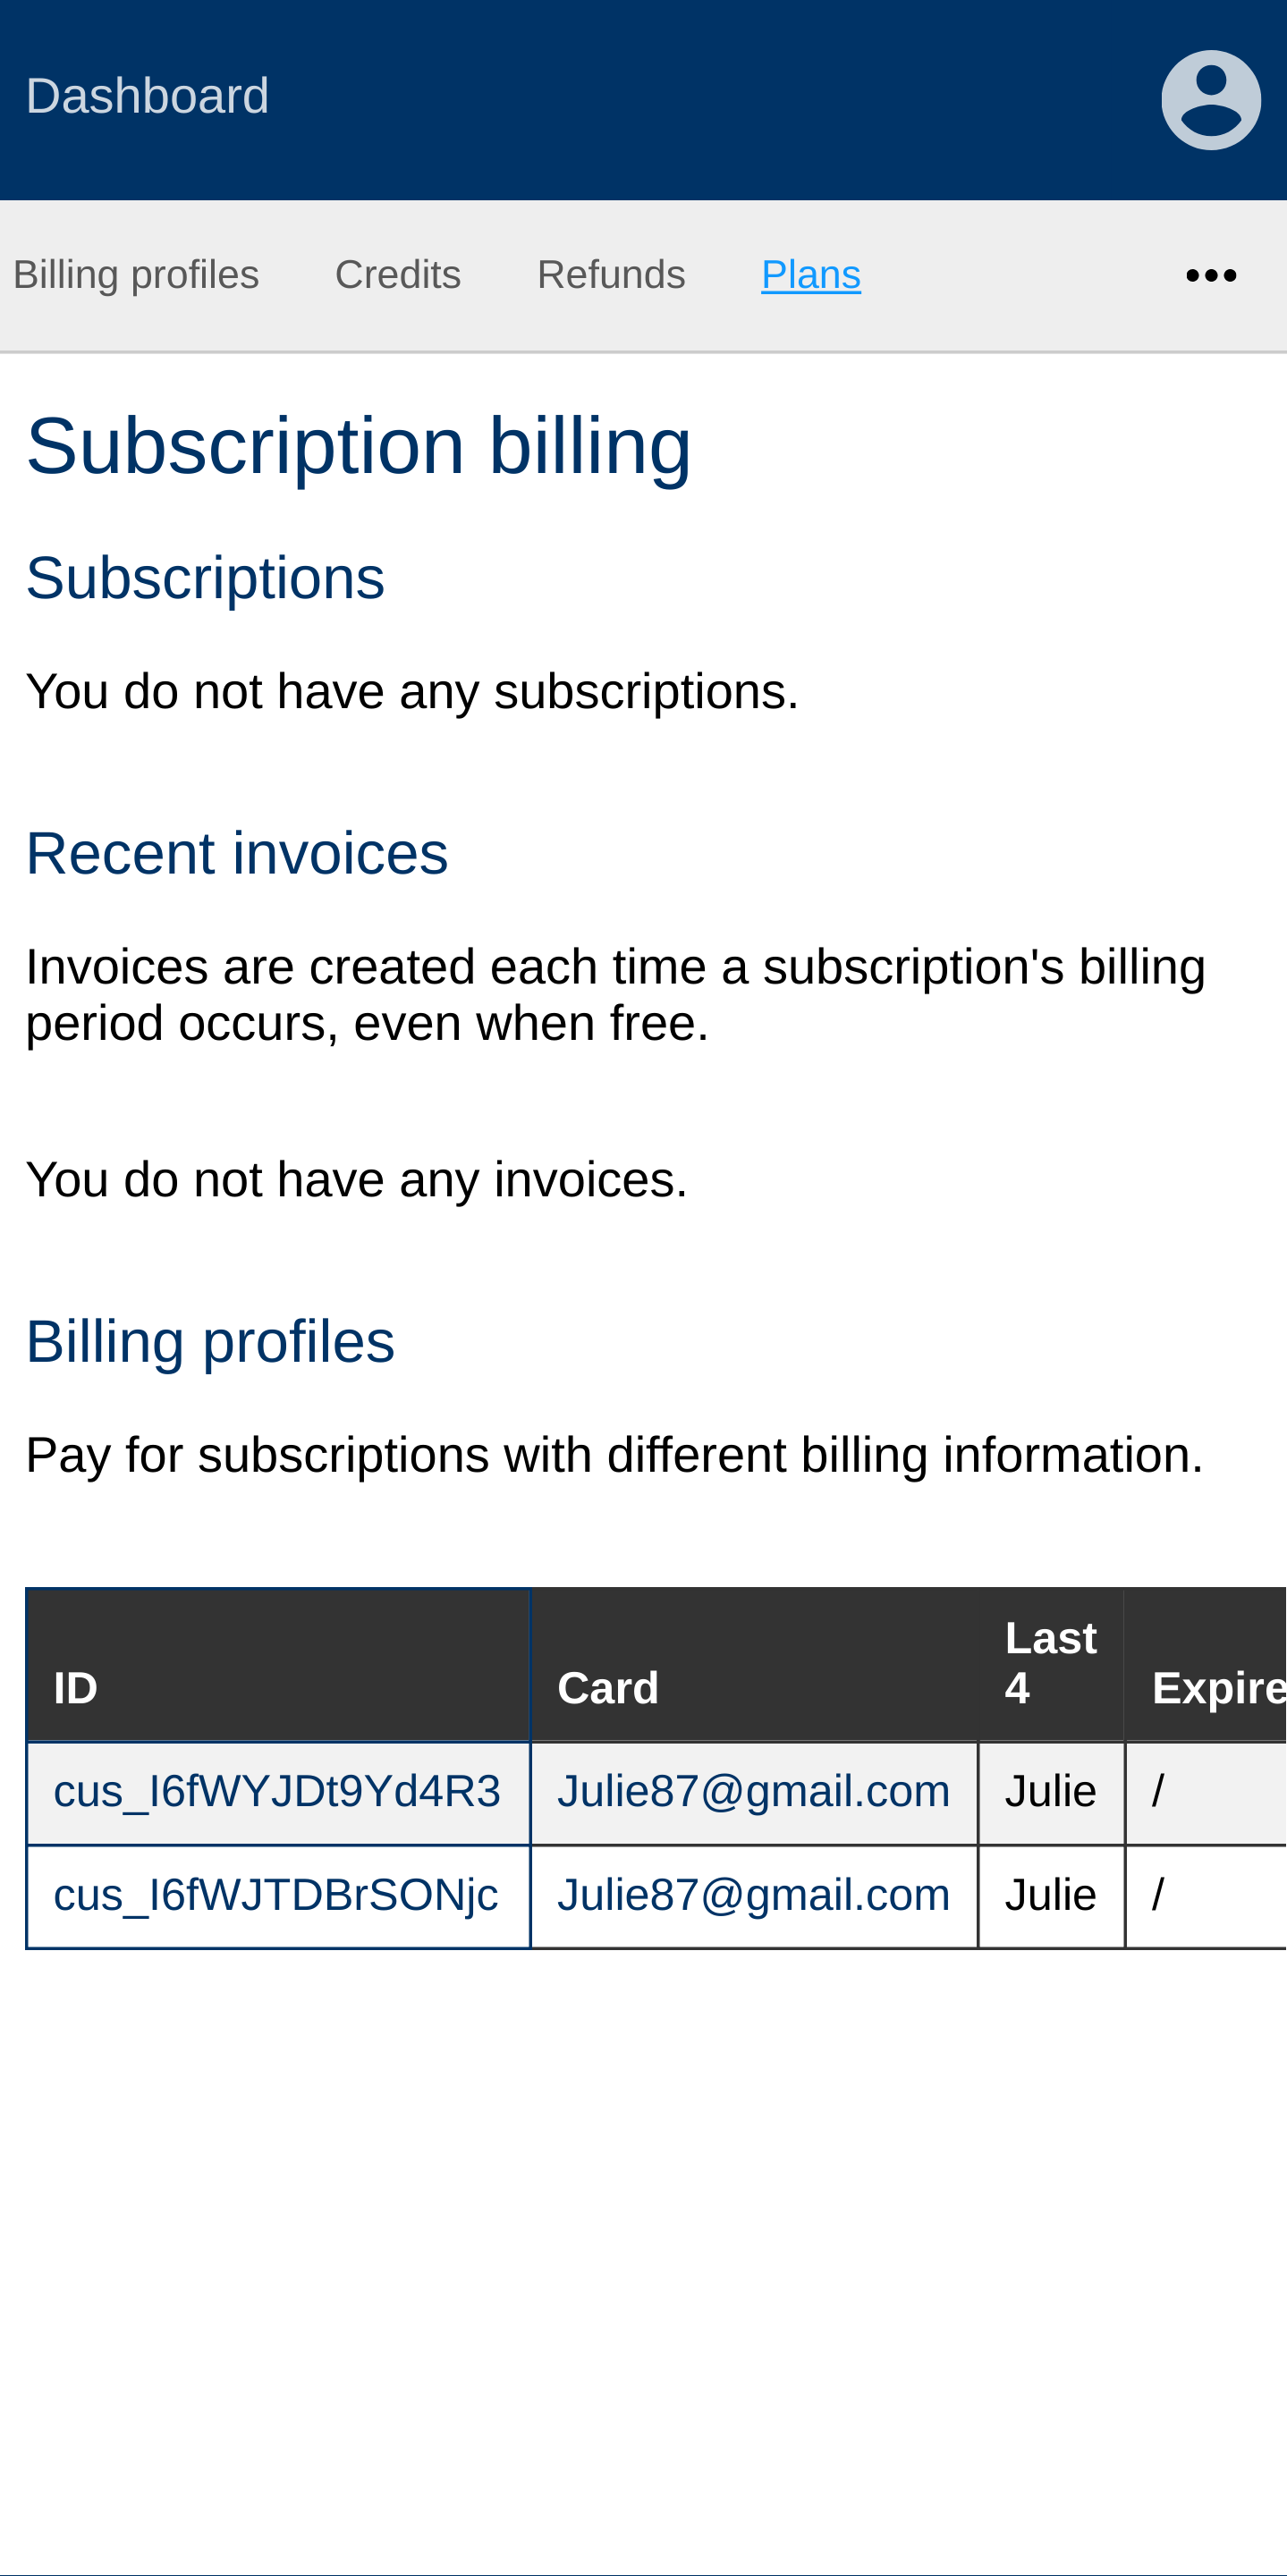 Dashboard
Billing profiles Credits Refunds Plans
Subscription billing
Subscriptions
You do not have any subscriptions.
Recent invoices
Invoices are created each time a subscription's billing
period occurs, even when free.
You do not have any invoices.
Billing profiles
Pay for subscriptions with different billing information.
ID Card Last 4 Expire
cus_I6fWYJDt9Yd4R3 Julie87@gmail.com Julie /
cus_I6fWJTDBrSONjc Julie87@gmail.com Julie /